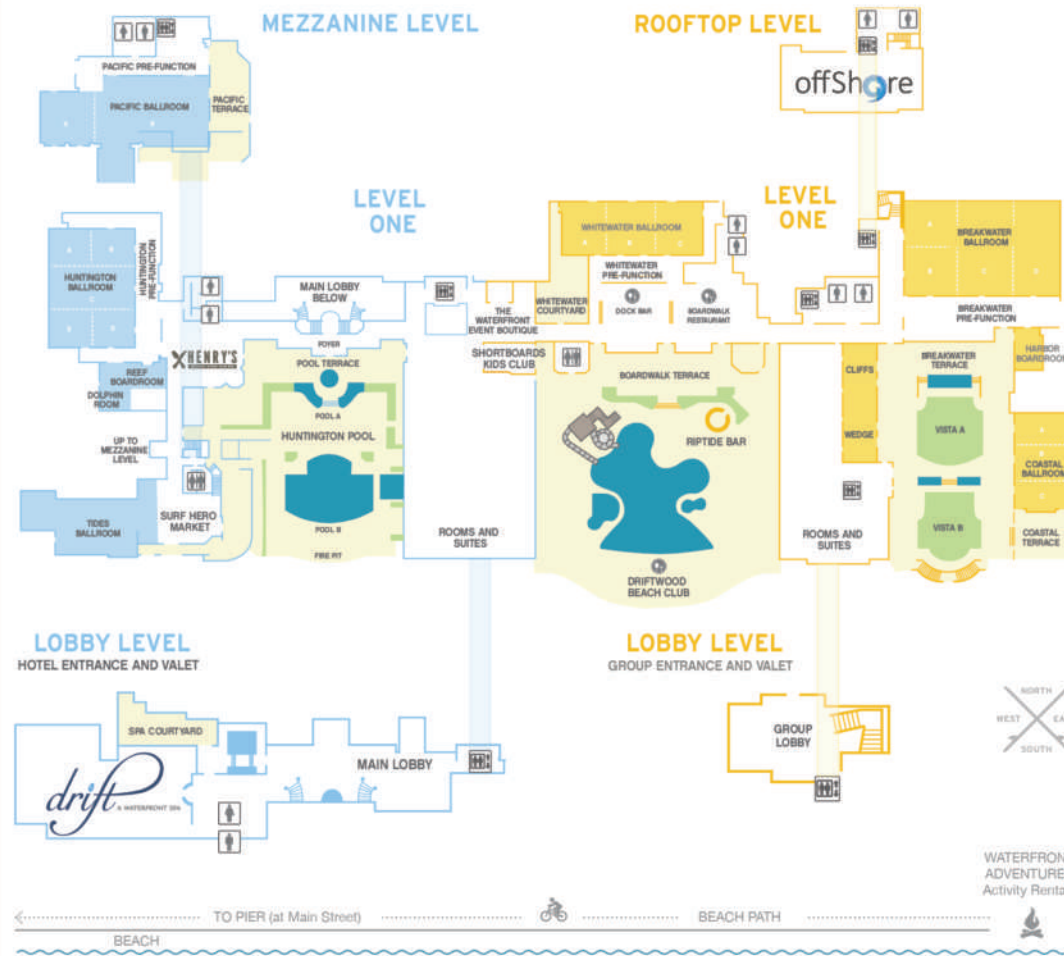 MEZZANINE LEVEL
ROOFTOP LEVEL
PACIFIC PRE-FUNCTION
PACIFIC BALLROOM
PACIFIC
TERRACE
offShore
LEVEL
ONE
LEVEL
ONE
HUNTINGTON
BALLROOM
HUNTINGTON
PRE-FUNCTION
MAIN LOBBY
BELOW
FOYER
WHITEWATER BALLROOM
WHITEWATER
PRE-FUNCTION
WHITEWATER
COURTYARD
DOCK BAR
BOARDWALK
RESTAURANT
BREAKWATER
BALLROOM
BREAKWATER
PRE-FUNCTION
THE
WATERFRONT
EVENT BOUTIQUE
SHORTBOARDS
KIDS CLUB
HENRY'S
REEF
BOARDROOM
DOLPHIN
ROOM
POOL TERRACE
POOL A
HUNTINGTON POOL
BOARDWALK TERRACE
RIPTIDE BAR
CLIFFS
WEDGE
BREAKWATER
TERRACE
HARBOR
BOARDROOM
VISTA A
UP TO
MEZZANINE
LEVEL
COASTAL
BALLROOM
SURF HERO
MARKET
TIDES
BALLROOM
POOL B
FIRE PIT
ROOMS AND
SUITES
ROOMS AND
SUITES
VISTA B
COASTAL
TERRACE
DRIFTWOOD
BEACH CLUB
LOBBY LEVEL
HOTEL ENTRANCE AND VALET
LOBBY LEVEL
GROUP ENTRANCE AND VALET
NORTH
WEST EA
SOUTH
SPA COURTYARD
MAIN LOBBY
GROUP
LOBBY
drift
A WATERFRONT SPA
WATERFRON
ADVENTURE
Activity Renta
TO PIER (at Main Street)
BEACH PATH
BEACH